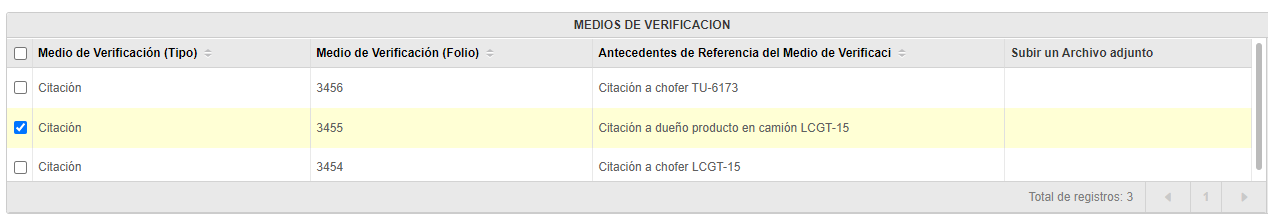 MEDIOS DE VERIFICACION
Medio de Verificación (Tipo) Medio de Verificación (Folio) Antecedentes de Referencia del Medio de Verificaci Subir un Archivo adjunto
Citación 3456 Citación a chofer TU-6173
Citación 3455 Citación a dueño producto en camión LCGT-15
Citación 3454 Citación a chofer LCGT-15
Total de registros: 3 1